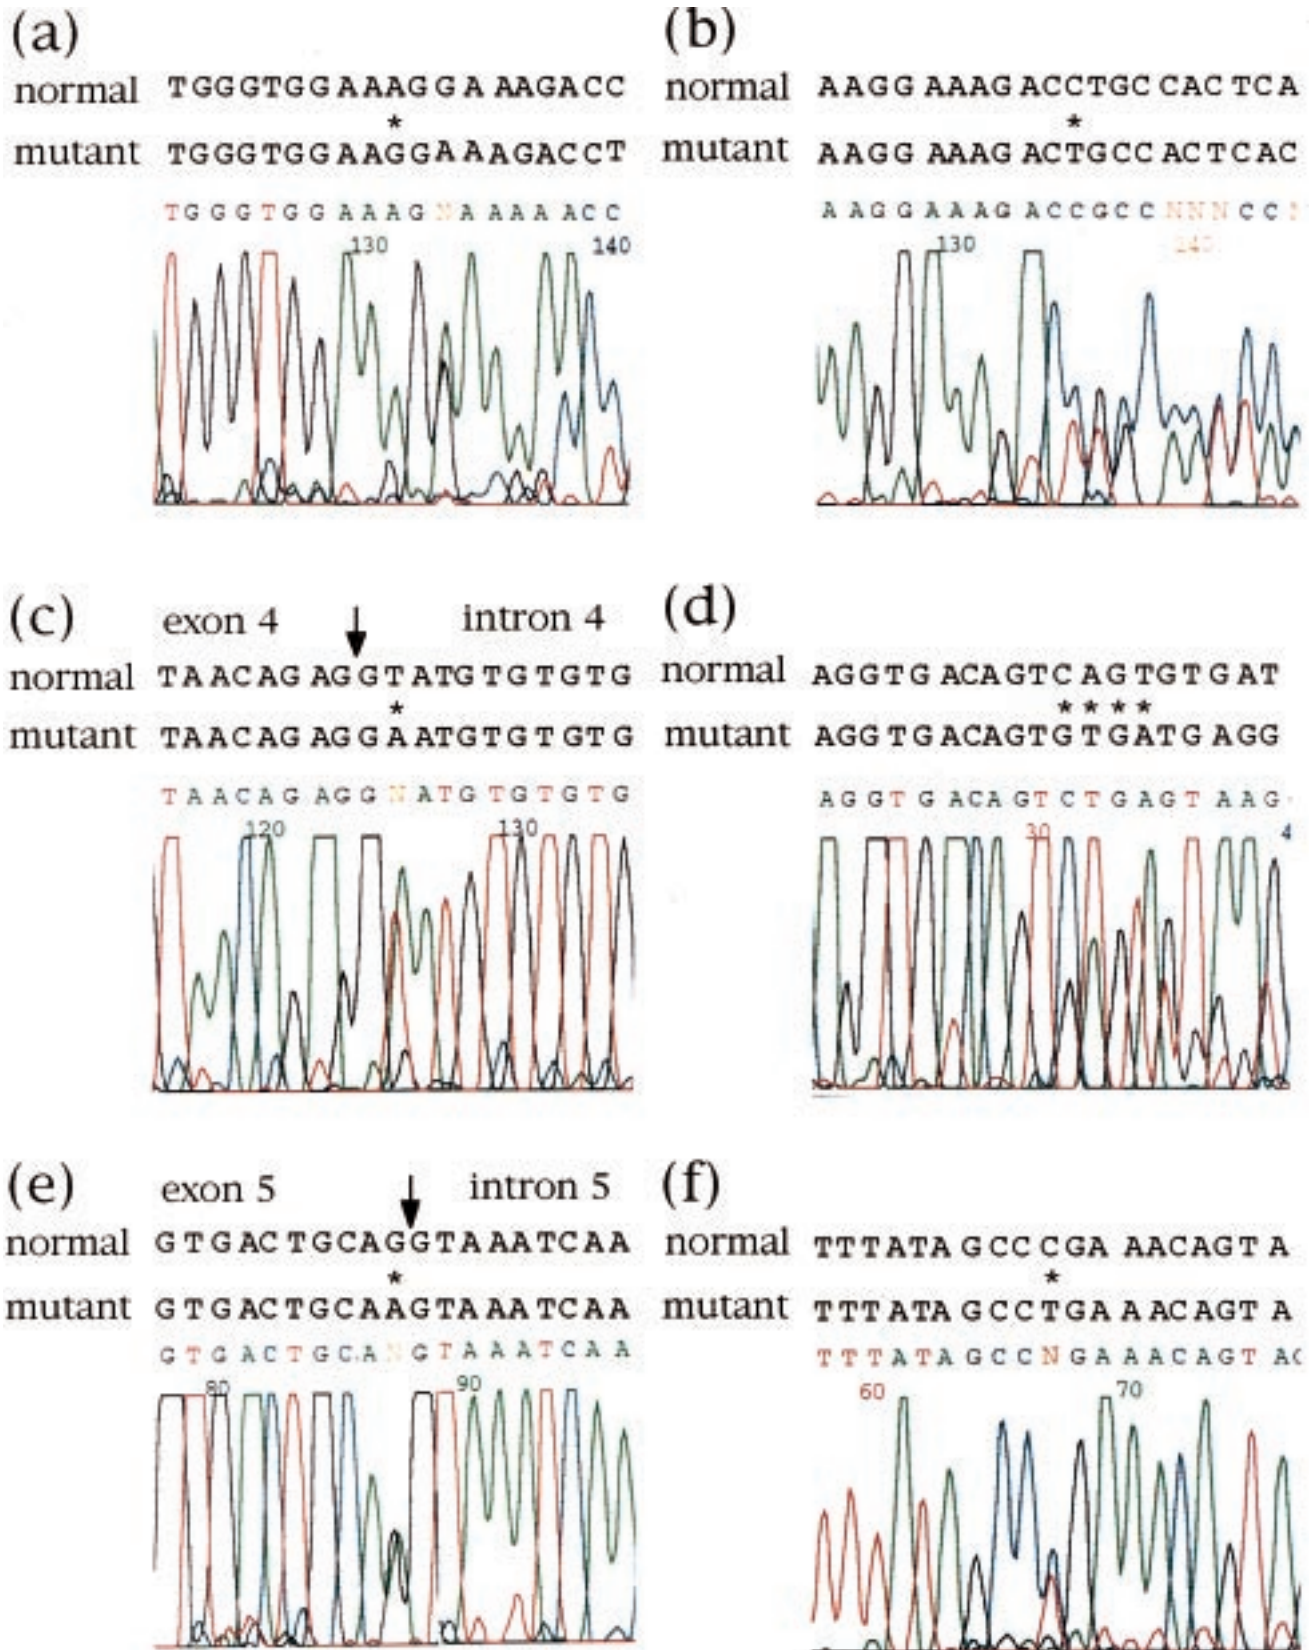 (a)
normal TGGGTGGAAAGGAAAGACC
*
mutant TGGGTGGAAGGAAAGACCT
TGGGTGGAAAGNAAAAACC
130 140
(b)
normal AAGGAAAGACCTGCCACTCA
*
mutant AAGGAAAGACTGCCACTCAC
AAGGAAAGACCGCCNNNCC
130 140
(c)
exon 4 intron 4
normal TAACAGAGGTATGTGTGTG
*
mutant TAACAGAGGAATGTGTGTG
TAACAGAGGNATGTGTGTG
120 130
(d)
normal AGGTGACAGTCAGTGTGAT
****
mutant AGGTGACAGTGTGATGAGG
AGGTGACAGTCTGAGTAAG
30 4
(e)
exon 5 intron 5
normal GTGACTGCAGGTAAATCAA
*
mutant GTGACTGCAAGTAAATCAA
GTGACTGCANGTAAATCAA
80 90
(f)
normal TTTATAGCCCGAAACAGTA
*
mutant TTTATAGCCTGAAACAGTA
TTTATAGCCNGAAACAGTA
60 70